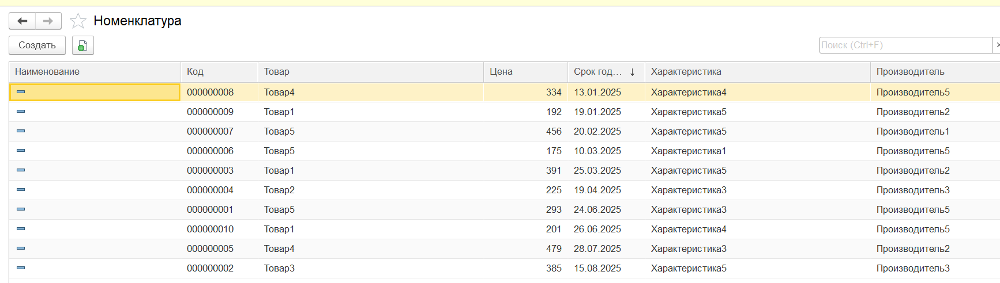 Номенклатура
Создать
Поиск (Ctrl+F)
Наименование Код Товар Цена Срок год... Характеристика Производитель
000000008 Товар4 334 13.01.2025 Характеристика4 Производитель5
000000009 Товар1 192 19.01.2025 Характеристика5 Производитель2
000000007 Товар5 456 20.02.2025 Характеристика5 Производитель1
000000006 Товар5 175 10.03.2025 Характеристика1 Производитель5
000000003 Товар1 391 25.03.2025 Характеристика5 Производитель2
000000004 Товар2 225 19.04.2025 Характеристика3 Производитель3
000000001 Товар5 293 24.06.2025 Характеристика3 Производитель5
000000010 Товар1 201 26.06.2025 Характеристика4 Производитель5
000000005 Товар4 479 28.07.2025 Характеристика3 Производитель2
000000002 Товар3 385 15.08.2025 Характеристика5 Производитель3